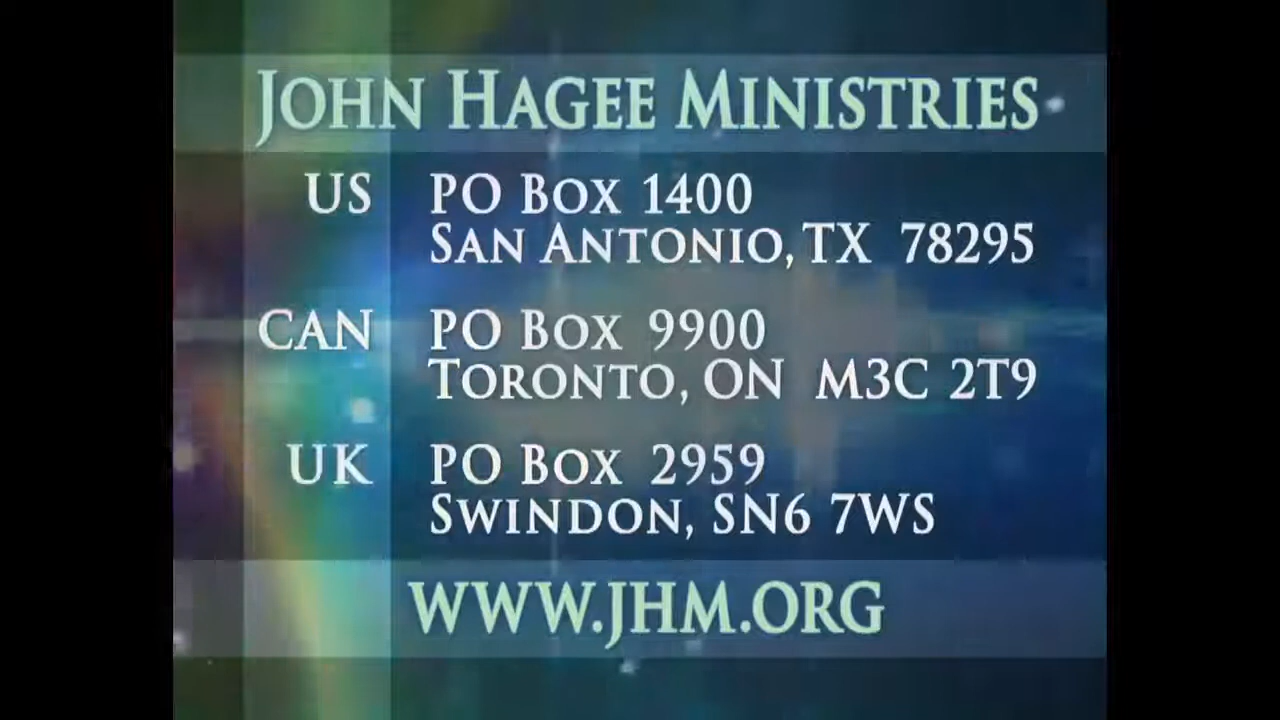 John Hagee Ministries
US PO Box 1400
San Antonio, TX 78295
CAN PO Box 9900
Toronto, ON M3C 2T9
UK PO Box 2959
Swindon, SN6 7WS
www.jhm.org